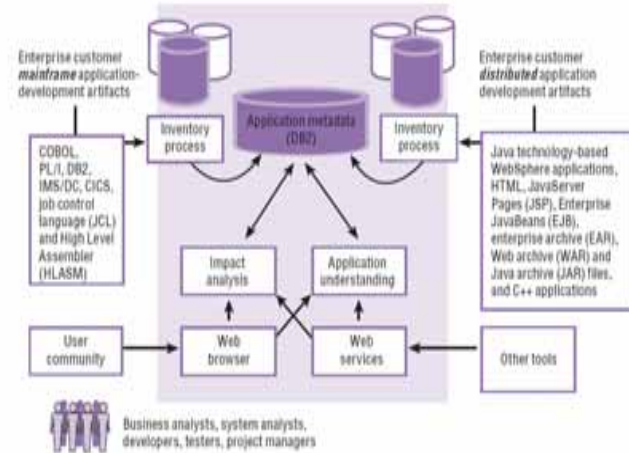 Enterprise customer
mainframe application-
development artifacts
Enterprise customer
distributed application
development artifacts
Application metadata
(DB2)
Inventory
process
Inventory
process
COBOL,
PL/I, DB2,
IMS/DC, CICS,
job control
language (JCL)
and High Level
Assembler
(HLASM)
Java technology-based
WebSphere applications,
HTML, JavaServer
Pages (JSP), Enterprise
JavaBeans (EJB),
enterprise archive (EAR),
Web archive (WAR) and
Java archive (JAR) files,
and C++ applications
Impact
analysis
Application
understanding
User
community
Web
browser
Web
services
Other tools
Business analysts, system analysts,
developers, testers, project managers